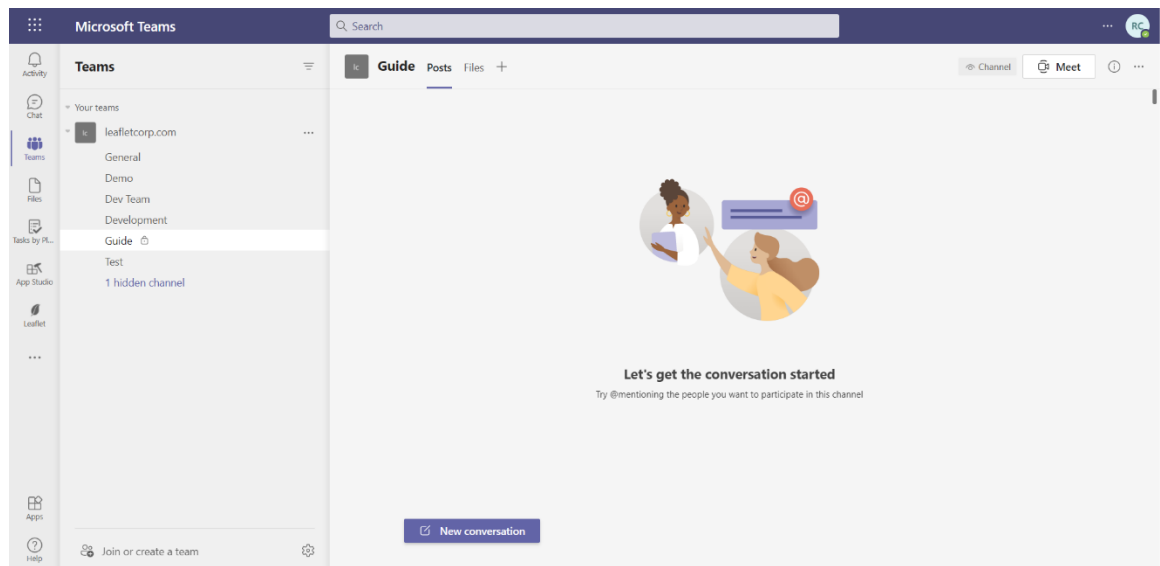 Microsoft Teams
Search
RC
Activity
Chat
Teams
Files
Tasks by Pl...
App Studio
Leaflet
Apps
Help
Teams
Your teams
lc leafletcorp.com
General
Demo
Dev Team
Development
Guide
Test
1 hidden channel
Join or create a team
lc Guide Posts Files
Channel Meet
@
Let's get the conversation started
Try @mentioning the people you want to participate in this channel
New conversation